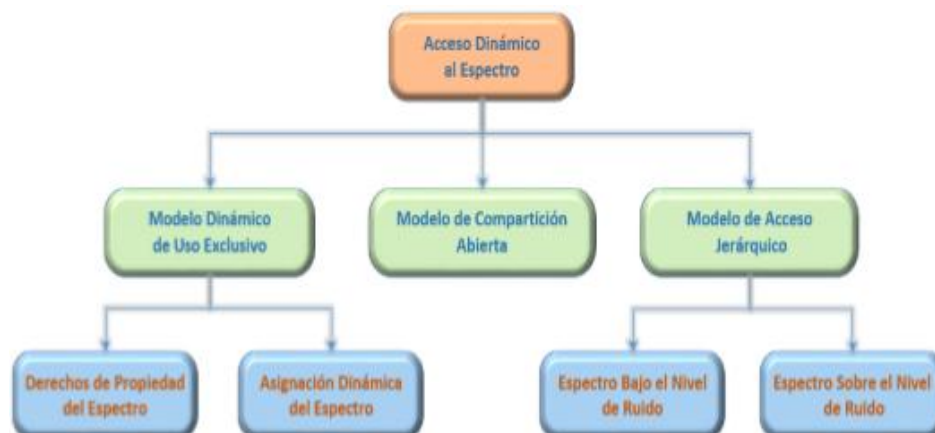 Acceso Dinámico
al Espectro
Modelo Dinámico
de Uso Exclusivo
Modelo de Compartición
Abierta
Modelo de Acceso
Jerárquico
Derechos de Propiedad
del Espectro
Asignación Dinámica
del Espectro
Espectro Bajo el Nivel
de Ruido
Espectro Sobre el Nivel
de Ruido